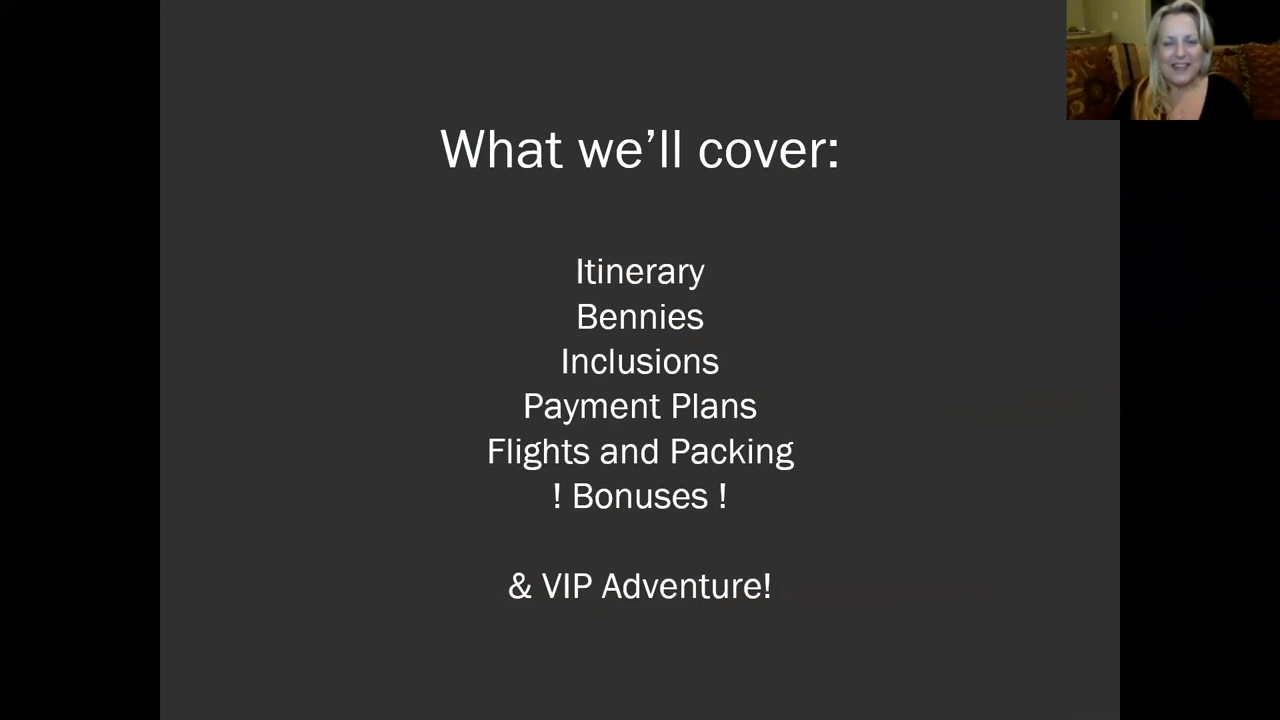 What we’ll cover:
Itinerary
Bennies
Inclusions
Payment Plans
Flights and Packing
! Bonuses !
& VIP Adventure!